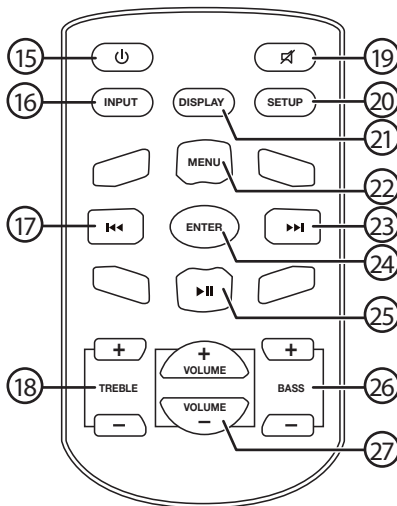 15
19
16
INPUT
DISPLAY
SETUP
20
21
MENU
22
17
ENTER
23
24
25
+
+
+
18
TREBLE
VOLUME
BASS
26
VOLUME
−
−
−
27